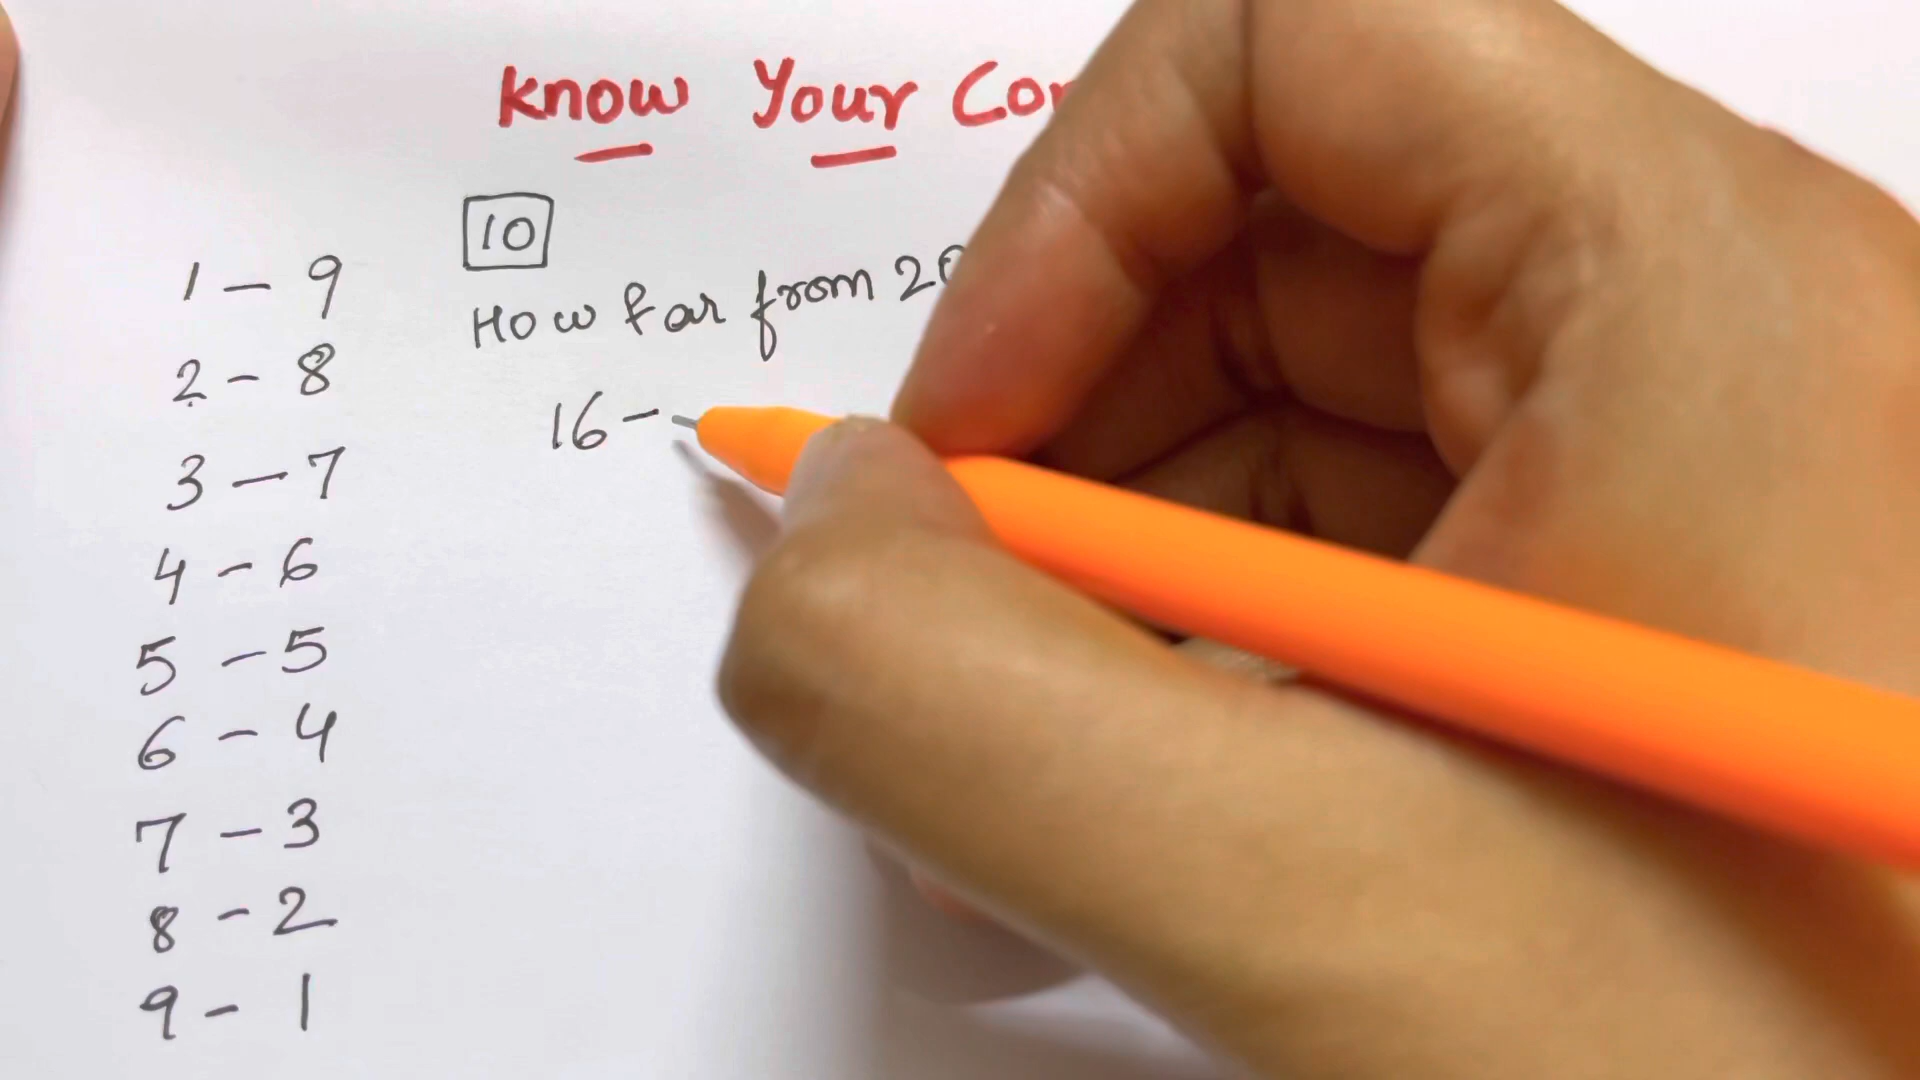 Know Your
10
How far from
16 -
1 - 9
2 - 8
3 - 7
4 - 6
5 - 5
6 - 4
7 - 3
8 - 2
9 - 1